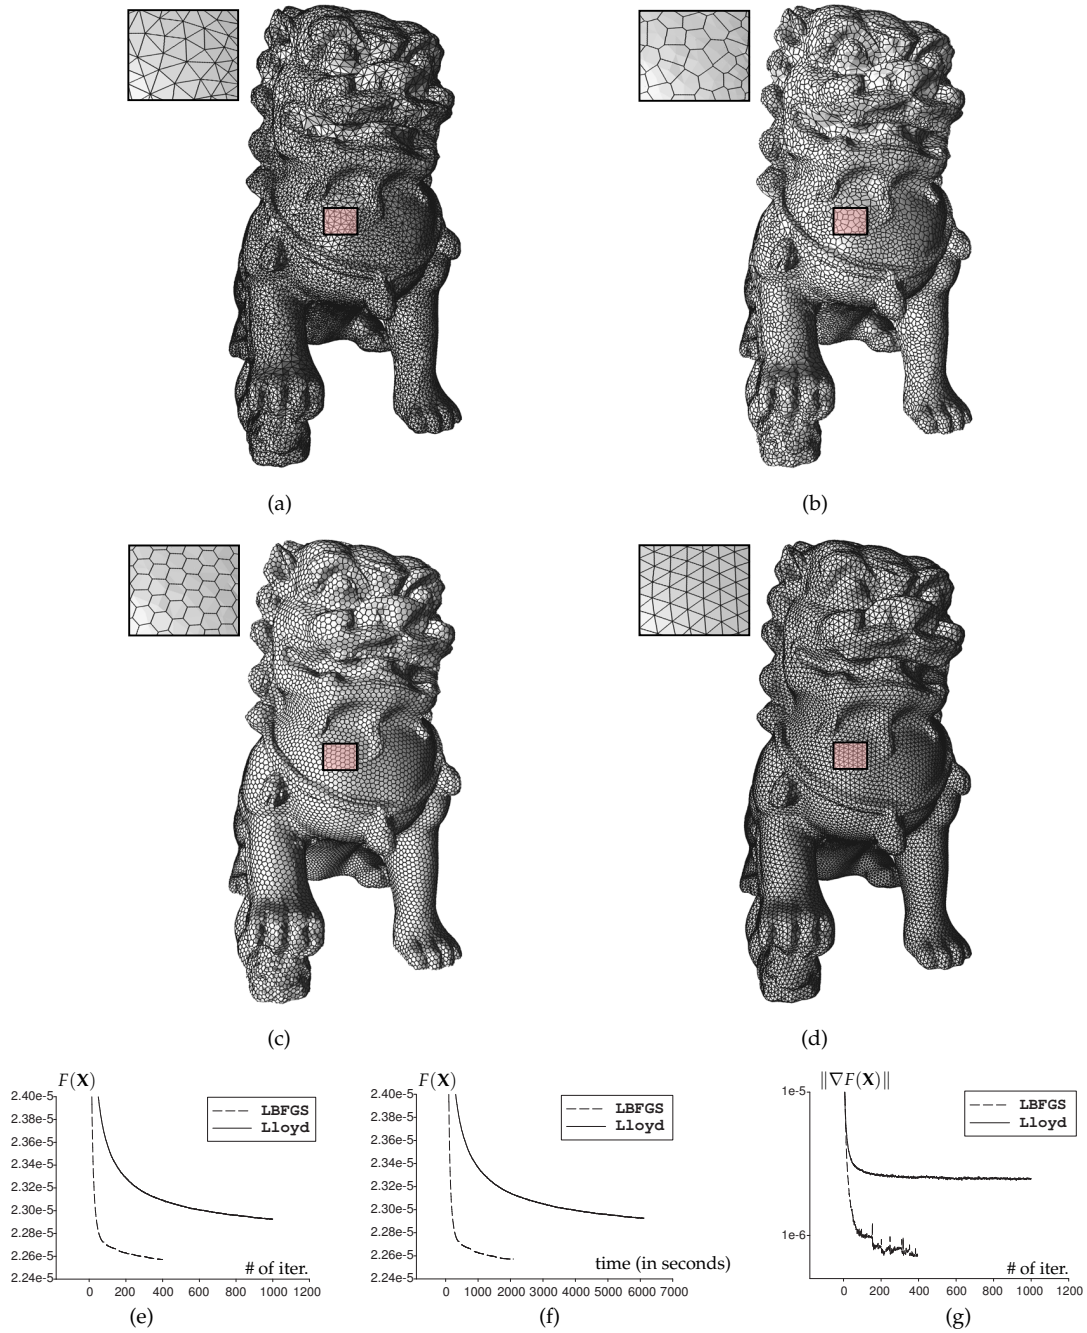 (a)
(b)
(c)
(d)
F(X)
2.40e-5
2.38e-5
2.36e-5
2.34e-5
2.32e-5
2.30e-5
2.28e-5
2.26e-5
2.24e-5
LBFGS
Lloyd
# of iter.
0 200 400 600 800 1000 1200
(e)
F(X)
2.40e-5
2.38e-5
2.36e-5
2.34e-5
2.32e-5
2.30e-5
2.28e-5
2.26e-5
2.24e-5
LBFGS
Lloyd
time (in seconds)
0 1000 2000 3000 4000 5000 6000 7000
(f)
‖∇F(X)‖
1e-5
1e-6
LBFGS
Lloyd
# of iter.
0 200 400 600 800 1000 1200
(g)